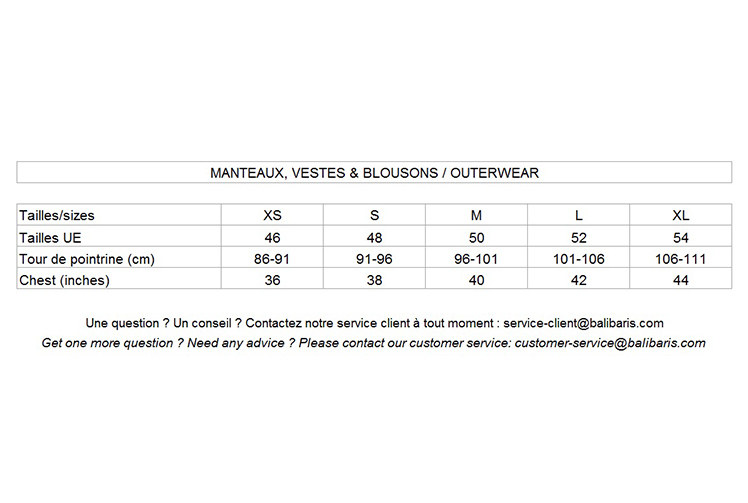 MANTEAUX, VESTES & BLOUSONS / OUTERWEAR
Tailles/sizes XS S M L XL
Tailles UE 46 48 50 52 54
Tour de pointrine (cm) 86-91 91-96 96-101 101-106 106-111
Chest (inches) 36 38 40 42 44
Une question ? Un conseil ? Contactez notre service client à tout moment : service-client@balibaris.com
Get one more question ? Need any advice ? Please contact our customer service: customer-service@balibaris.com